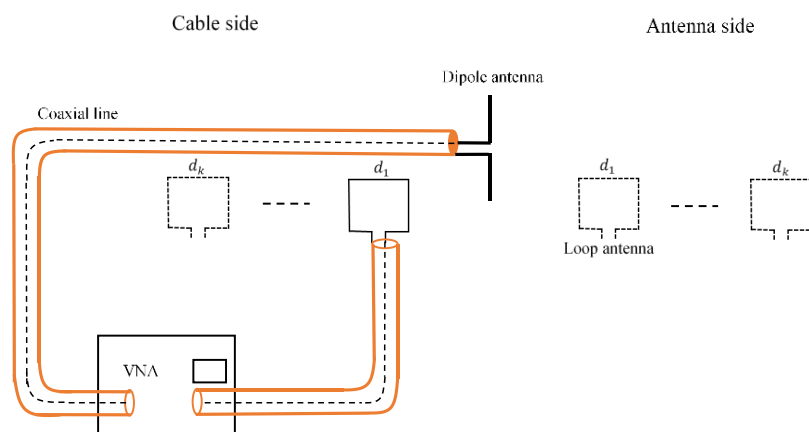 Cable side
Antenna side
Dipole antenna
Coaxial line
d_k
d_1
d_1
d_k
Loop antenna
VNA